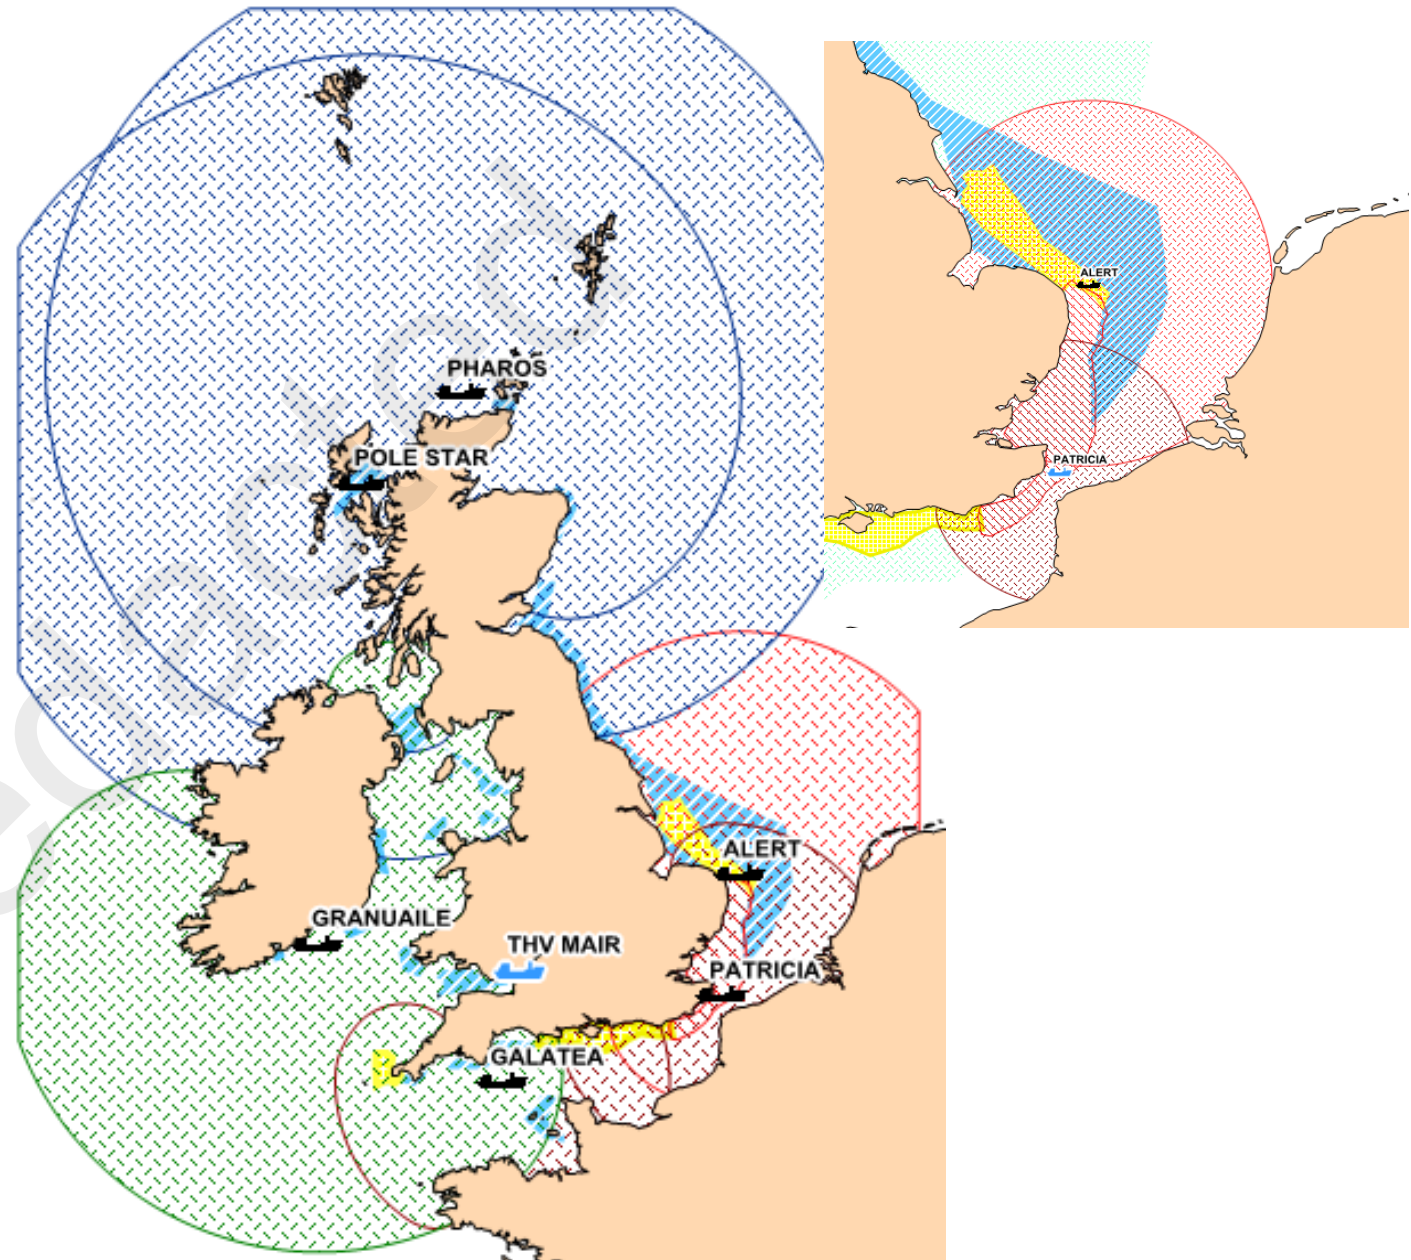 PHAROS
POLE STAR
ALERT
PATRICIA
ALERT
GRANUAILE
THV MAIR
PATRICIA
GALATEA